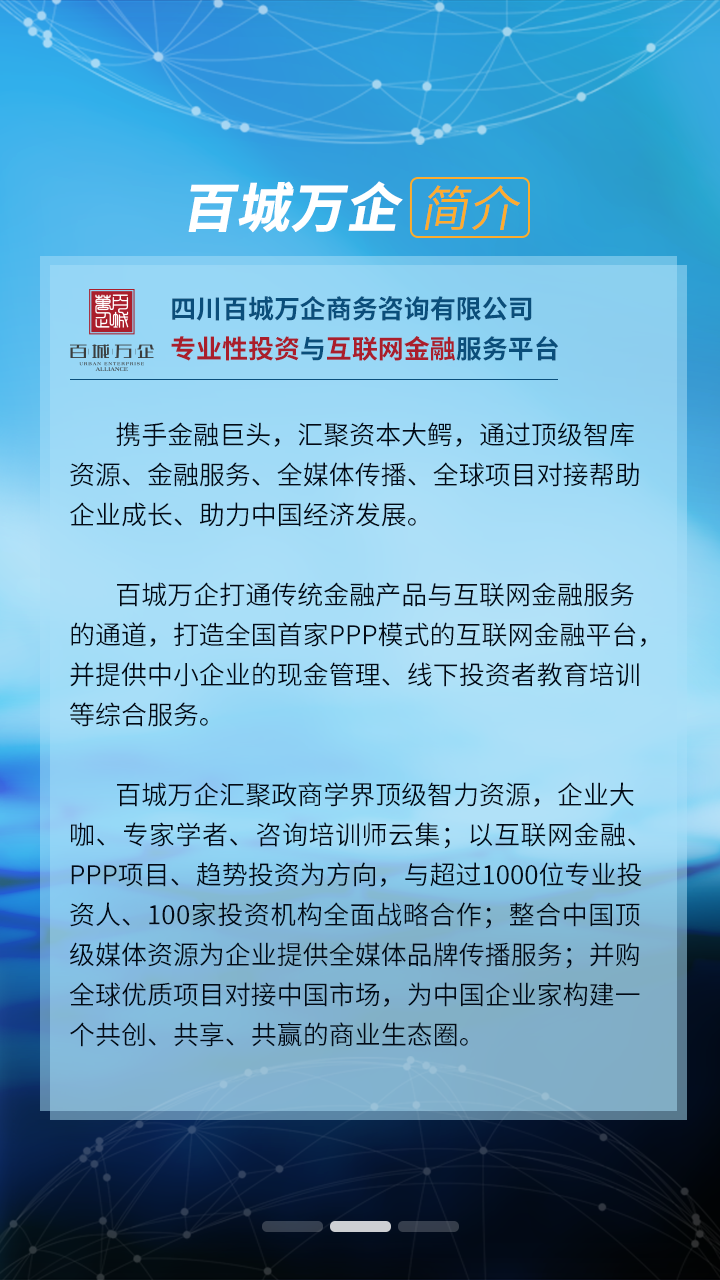 百城万企 简介
萬百企城
百城万企
URBAN ENTERPRISE
ALLIANCE
四川百城万企商务咨询有限公司
专业性投资与互联网金融服务平台
携手金融巨头，汇聚资本大鳄，通过顶级智库
资源、金融服务、全媒体传播、全球项目对接帮助
企业成长、助力中国经济发展。
百城万企打通传统金融产品与互联网金融服务
的通道，打造全国首家PPP模式的互联网金融平台，
并提供中小企业的现金管理、线下投资者教育培训
等综合服务。
百城万企汇聚政商学界顶级智力资源，企业大
咖、专家学者、咨询培训师云集；以互联网金融、
PPP项目、趋势投资为方向，与超过1000位专业投
资人、100家投资机构全面战略合作；整合中国顶
级媒体资源为企业提供全媒体品牌传播服务；并购
全球优质项目对接中国市场，为中国企业家构建一
个共创、共享、共赢的商业生态圈。